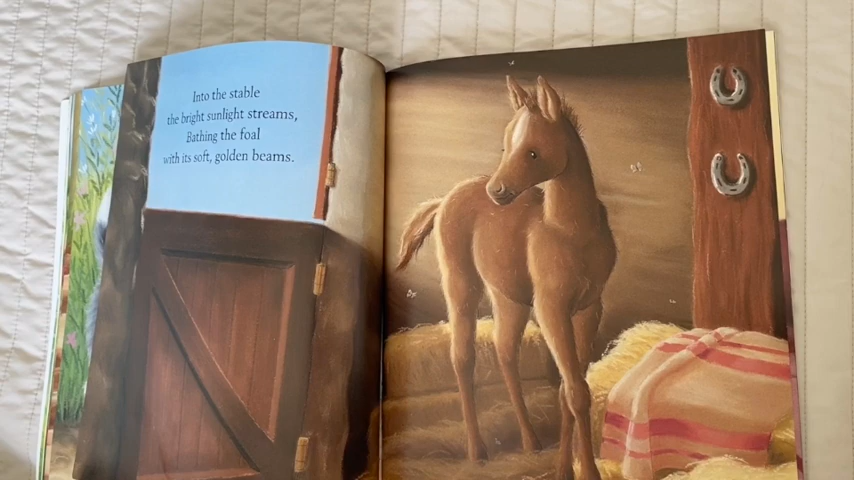 Into the stable
the bright sunlight streams,
Bathing the foal
with its soft, golden beams.